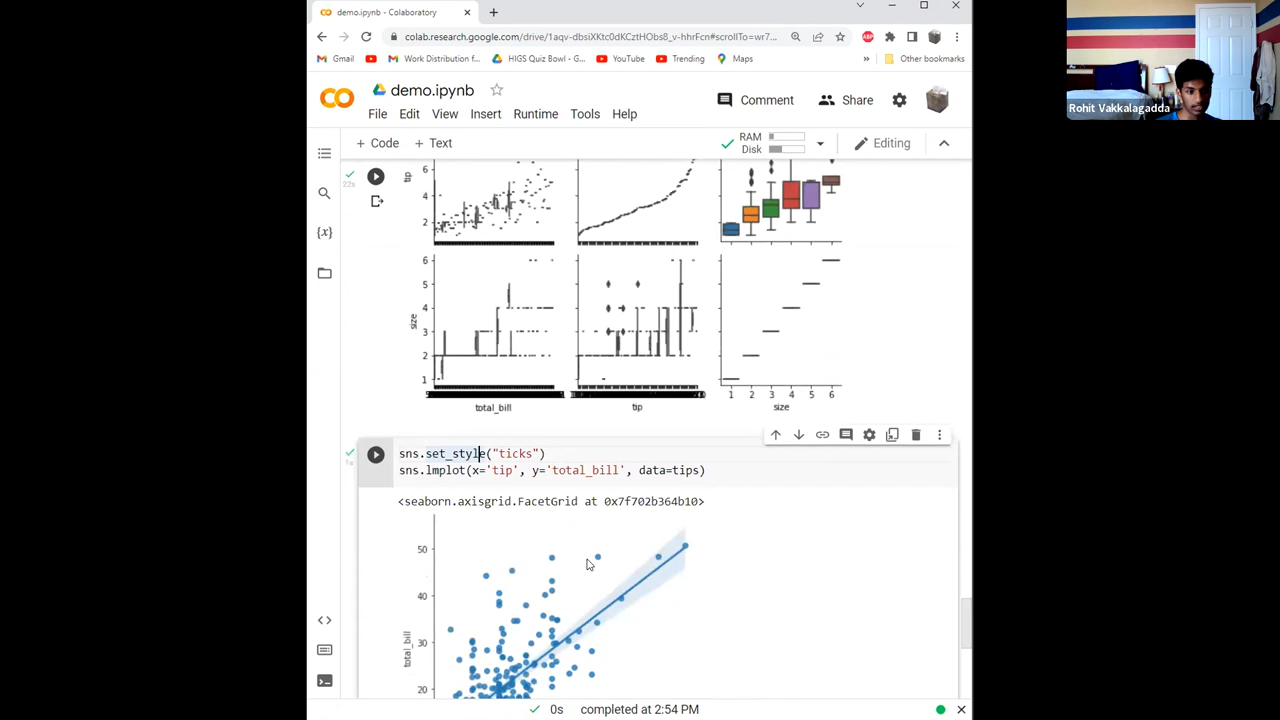 demo.ipynb - Colaboratory
colab.research.google.com/drive/1aqv-dbsiXKtc0dKCztHObs8_v-hhrFcn#scrollTo=wr7...
ABP
Gmail
Work Distribution f...
HIGS Quiz Bowl - G...
YouTube
Trending
Maps
»
Other bookmarks
Rohit Vakkalagadda
demo.ipynb
Comment
Share
File Edit View Insert Runtime Tools Help
+ Code + Text
RAM
Disk
Editing
22s
{x}
tip
6
4
2
size
6
5
4
3
2
1
1 2 3 4 5 6
total_bill
tip
size
1s
sns.set_style("ticks")
sns.lmplot(x='tip', y='total_bill', data=tips)
<seaborn.axisgrid.FacetGrid at 0x7f702b364b10>
50
40
30
20
total_bill
0s completed at 2:54 PM